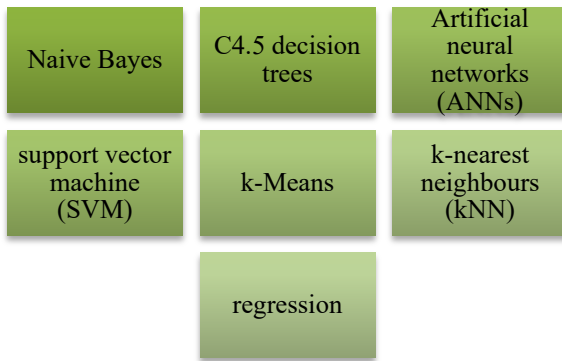 Naive Bayes
C4.5 decision
trees
Artificial
neural
networks
(ANNs)
support vector
machine
(SVM)
k-Means
k-nearest
neighbours
(kNN)
regression